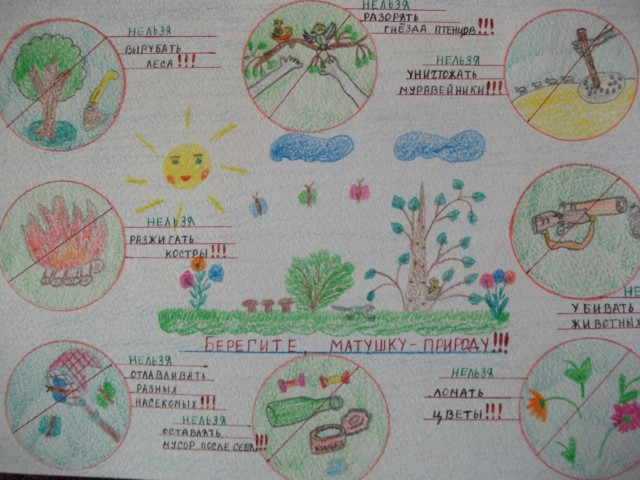 НЕЛЬЗЯ
ВЫРУБАТЬ
ЛЕСА!!!
НЕЛЬЗЯ
РАЗОРЯТЬ
ГНЁЗДА ПТЕНЦОВ!!!
НЕЛЬЗЯ
УНИЧТОЖАТЬ
МУРАВЕЙНИКИ!!!
НЕЛЬЗЯ
РАЗЖИГАТЬ
КОСТРЫ!!!
НЕ
УБИВАТЬ
ЖИВОТНЫХ
БЕРЕГИТЕ МАТУШКУ-ПРИРОДУ!!!
НЕЛЬЗЯ
ОТЛАВЛИВАТЬ
РАЗНЫХ
НАСЕКОМЫХ!!!
НЕЛЬЗЯ
ОСТАВЛЯТЬ
МУСОР ПОСЛЕ СЕБЯ!!!
НЕЛЬЗЯ
ЛОМАТЬ
ЦВЕТЫ!!!